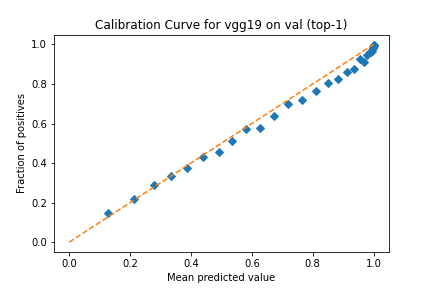 Calibration Curve for vgg19 on val (top-1)
1.0
0.8
0.6
0.4
0.2
0.0
Fraction of positives
0.0 0.2 0.4 0.6 0.8 1.0
Mean predicted value